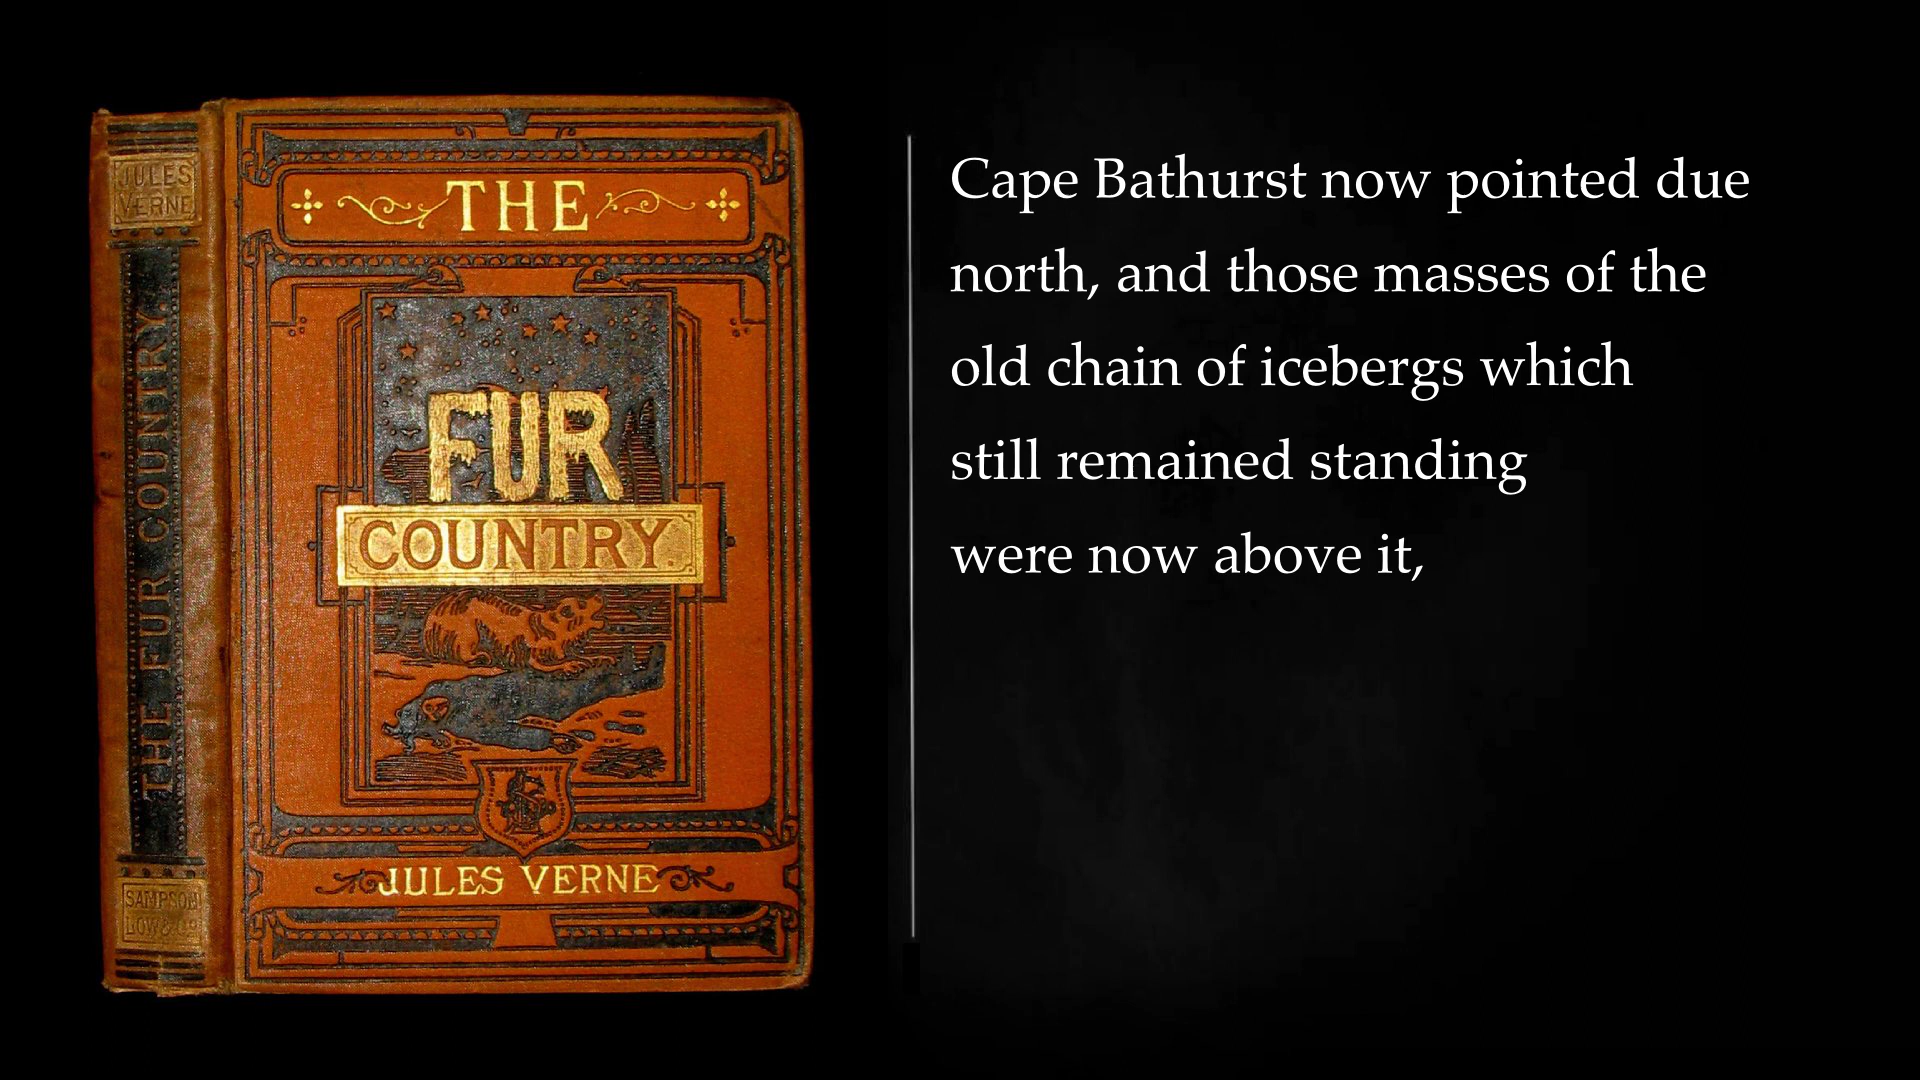 JULES
VERNE
THE FUR COUNTRY.
SAMPSON
LOW & Co
THE
FUR
COUNTRY.
JULES VERNE
Cape Bathurst now pointed due
north, and those masses of the
old chain of icebergs which
still remained standing
were now above it,